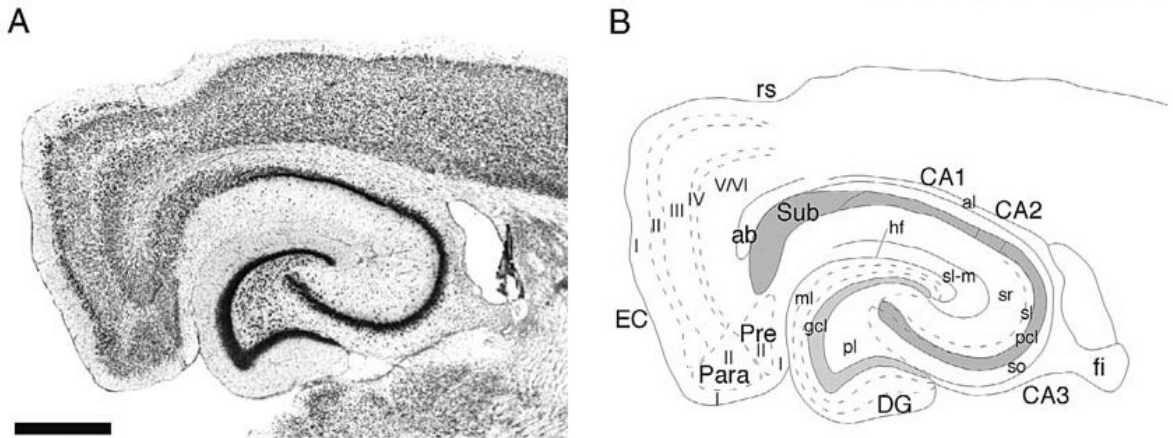 A
B
rs
CA1
V/VI
IV
III
II
I
Sub
al
CA2
ab
hf
sl-m
sr
sl
ml
EC
gcl
Pre
pcl
pl
II
II
so
fi
Para
I
I
DG
CA3